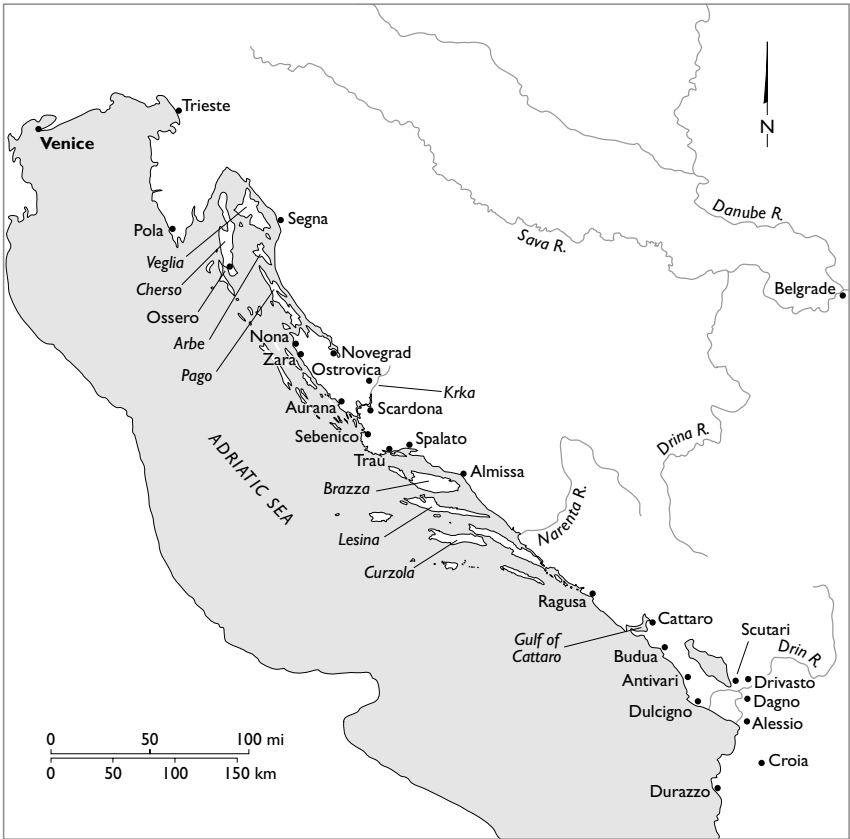 Trieste
Venice
N
Segna
Pola
Danube R.
Sava R.
Veglia
Cherso
Belgrade
Ossero
Arbe
Nona
Zara
Novegrad
Ostrovica
Pago
Krka
Aurana
Scardona
Sebenico
Spalato
Trau
Drina R.
ADRIATIC SEA
Almissa
Brazza
Narenta R.
Lesina
Curzola
Ragusa
Cattaro
Scutari
Gulf of
Cattaro
Drin R.
Budua
Antivari
Drivasto
Dagno
Dulcigno
Alessio
0 50 100 mi
0 50 100 150 km
Croia
Durazzo